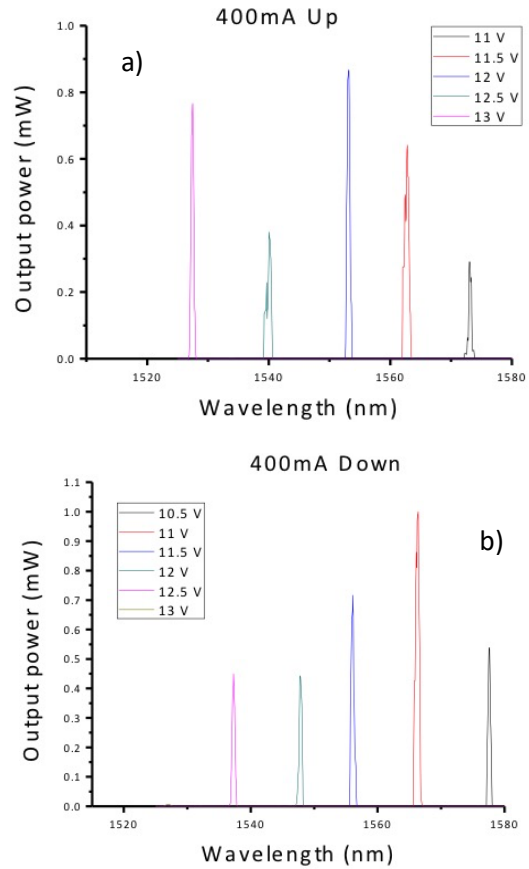 400mA Up
a)
11 V
11.5 V
12 V
12.5 V
13 V
1.0
0.8
0.6
0.4
0.2
0.0
Output power (mW)
1520 1540 1560 1580
Wavelength (nm)
400mA Down
b)
10.5 V
11 V
11.5 V
12 V
12.5 V
13 V
1.1
1.0
0.9
0.8
0.7
0.6
0.5
0.4
0.3
0.2
0.1
0.0
Output power (mW)
1520 1540 1560 1580
Wavelength (nm)